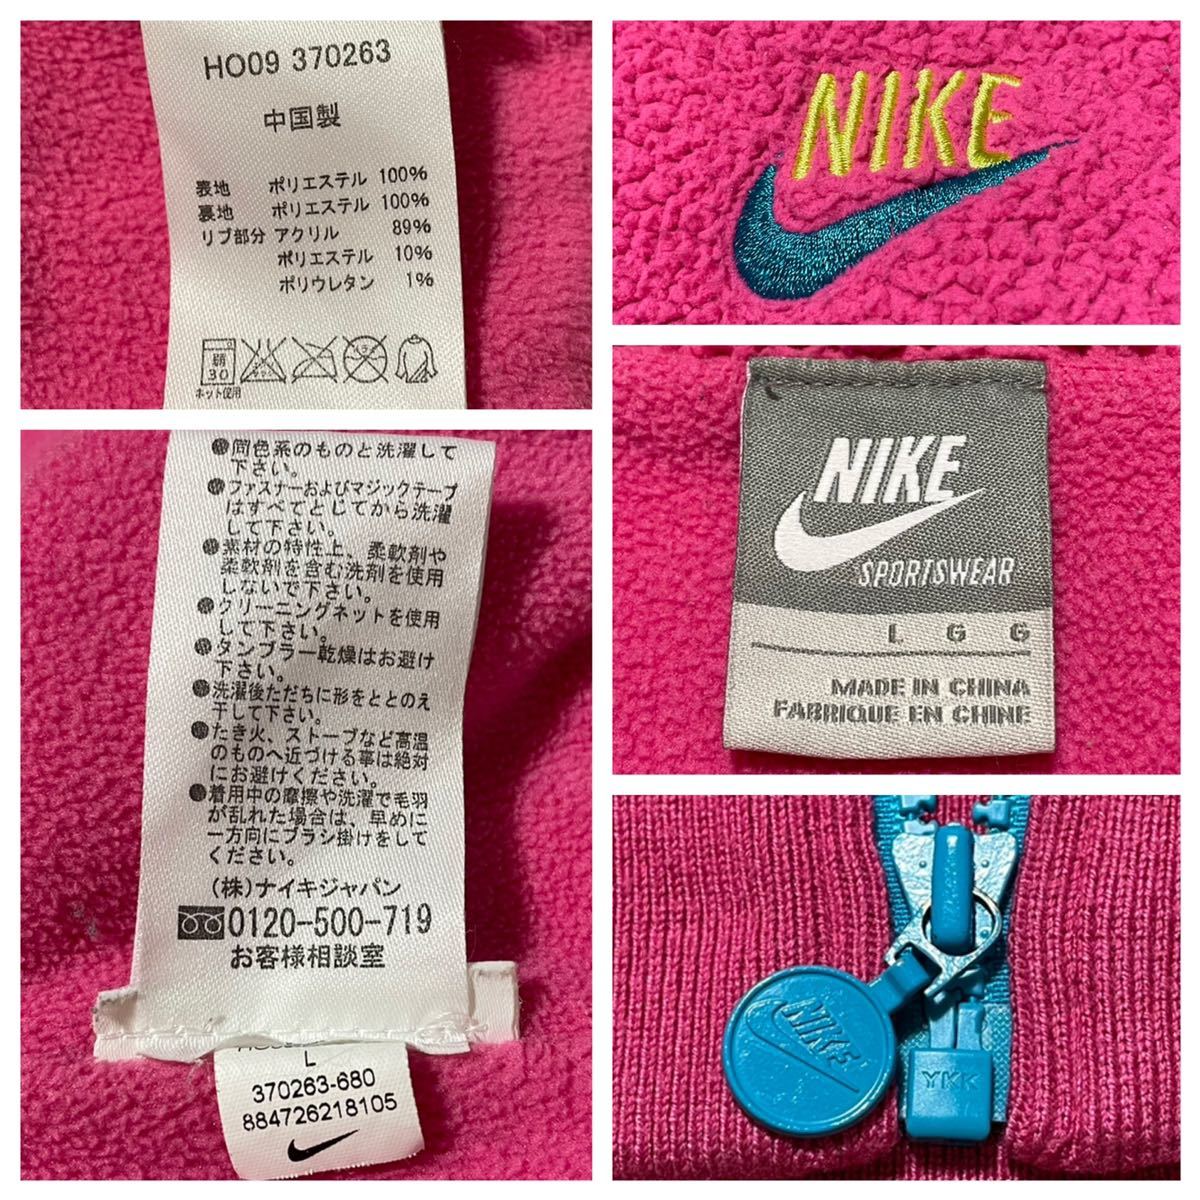 HO09 370263
中国製
表地 ポリエステル 100%
裏地 ポリエステル 100%
リブ部分 アクリル 89%
ポリエステル 10%
ポリウレタン 1%
弱
30
ネット使用
NIKE
●同色系のものと洗濯して
下さい。
●ファスナーおよびマジックテープ
はすべてとじてから洗濯
して下さい。
●素材の特性上、柔軟剤や
柔軟剤を含む洗剤を使用
しないで下さい。
●クリーニングネットを使用
して下さい。
●タンブラー乾燥はお避け
下さい。
●洗濯後ただちに形をととのえ
干して下さい。
●たき火、ストーブなど高温
のものへ近づける事は絶対
にお避けください。
●着用中の摩擦や洗濯で毛羽
が乱れた場合は、早めに
一方向にブラシ掛けをして
ください。
(株)ナイキジャパン
0120-500-719
お客様相談室
L
370263-680
884726218105
NIKE
SPORTSWEAR
L G G
MADE IN CHINA
FABRIQUE EN CHINE
NIKE
YKK